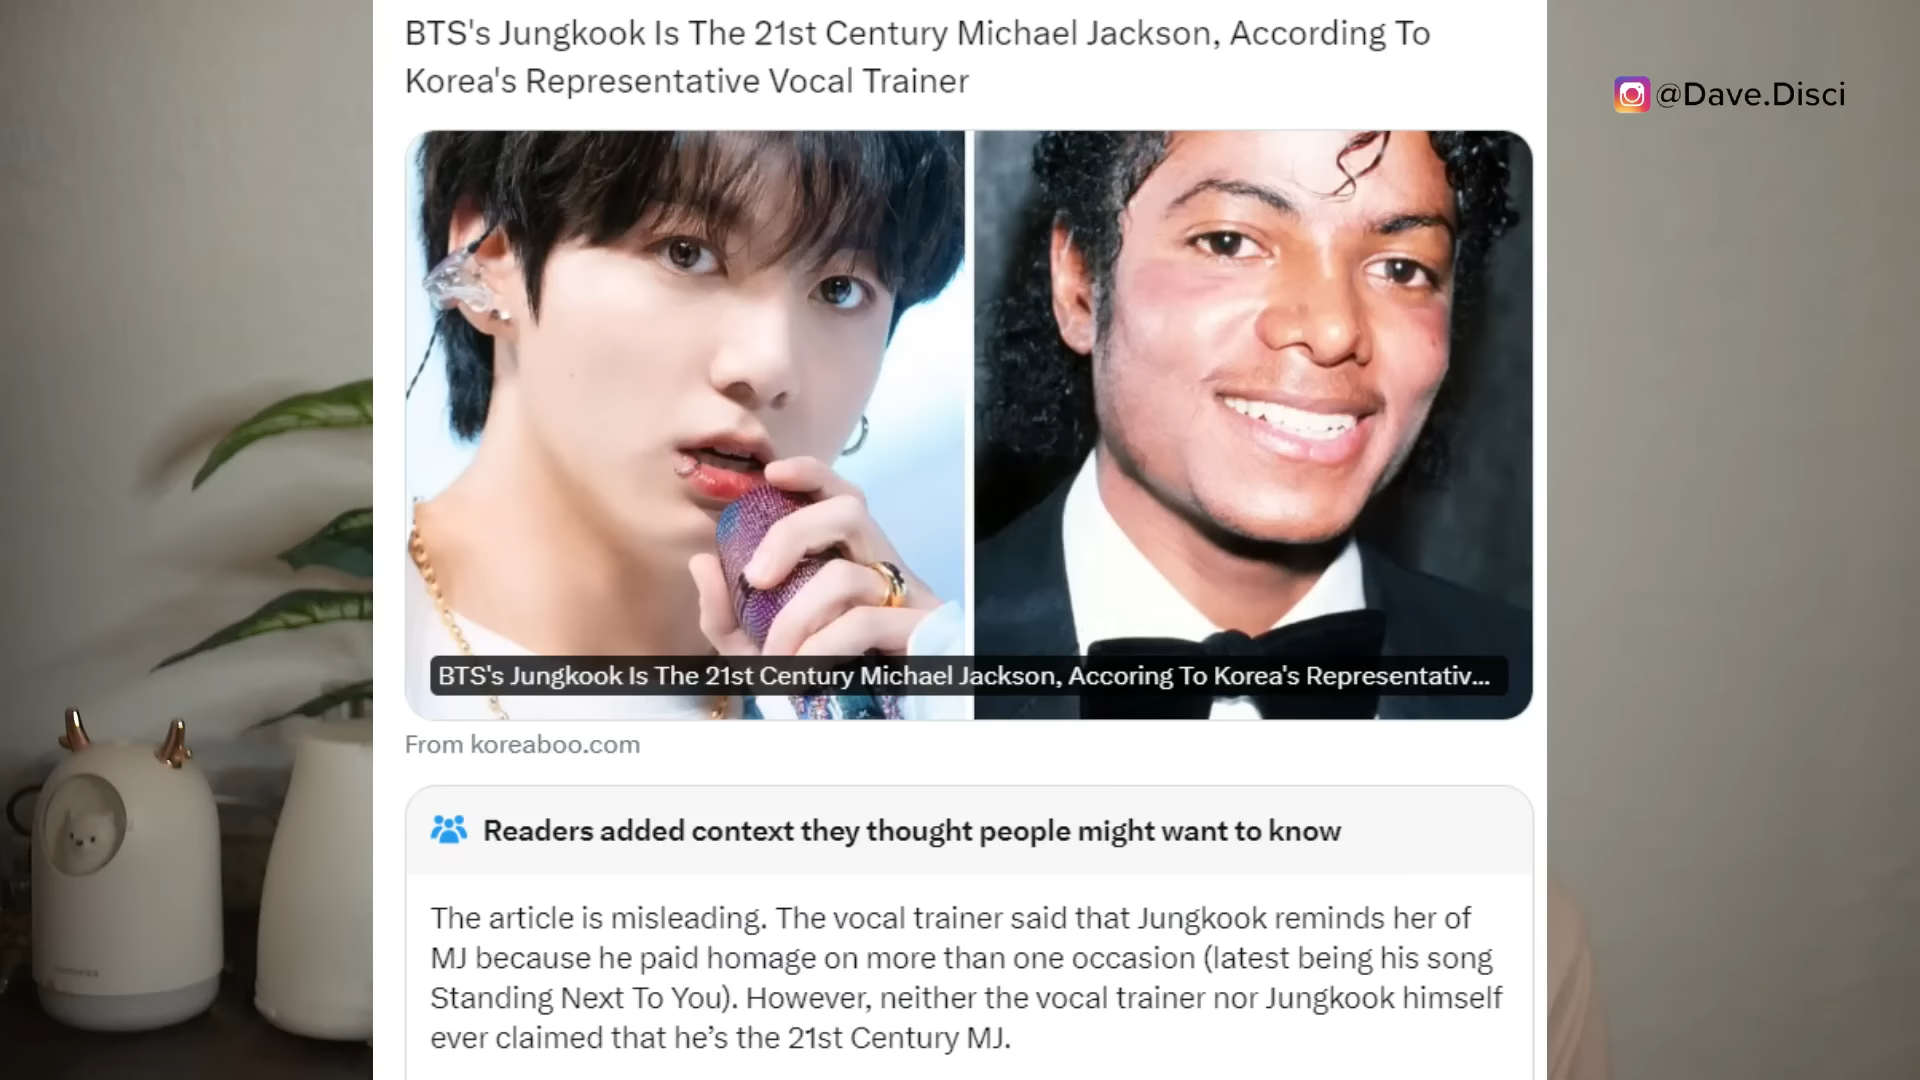 BTS's Jungkook Is The 21st Century Michael Jackson, According To
Korea's Representative Vocal Trainer
@Dave.Disci
BTS's Jungkook Is The 21st Century Michael Jackson, Accoring To Korea's Representativ...
From koreaboo.com
Readers added context they thought people might want to know
The article is misleading. The vocal trainer said that Jungkook reminds her of
MJ because he paid homage on more than one occasion (latest being his song
Standing Next To You). However, neither the vocal trainer nor Jungkook himself
ever claimed that he’s the 21st Century MJ.